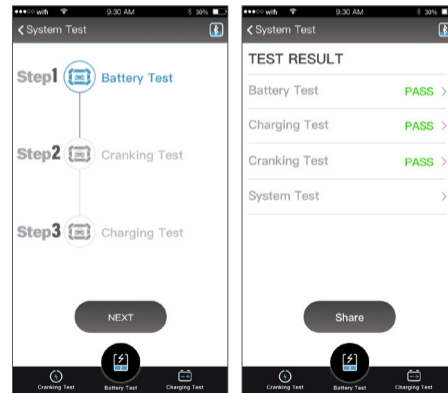 wifi 9:30 AM 30%
System Test
Step1 Battery Test
Step2 Cranking Test
Step3 Charging Test
NEXT
Cranking Test Battery Test Charging Test
wifi 9:30 AM 30%
System Test
TEST RESULT
Battery Test PASS >
Charging Test PASS >
Cranking Test PASS >
System Test >
Share
Cranking Test Battery Test Charging Test